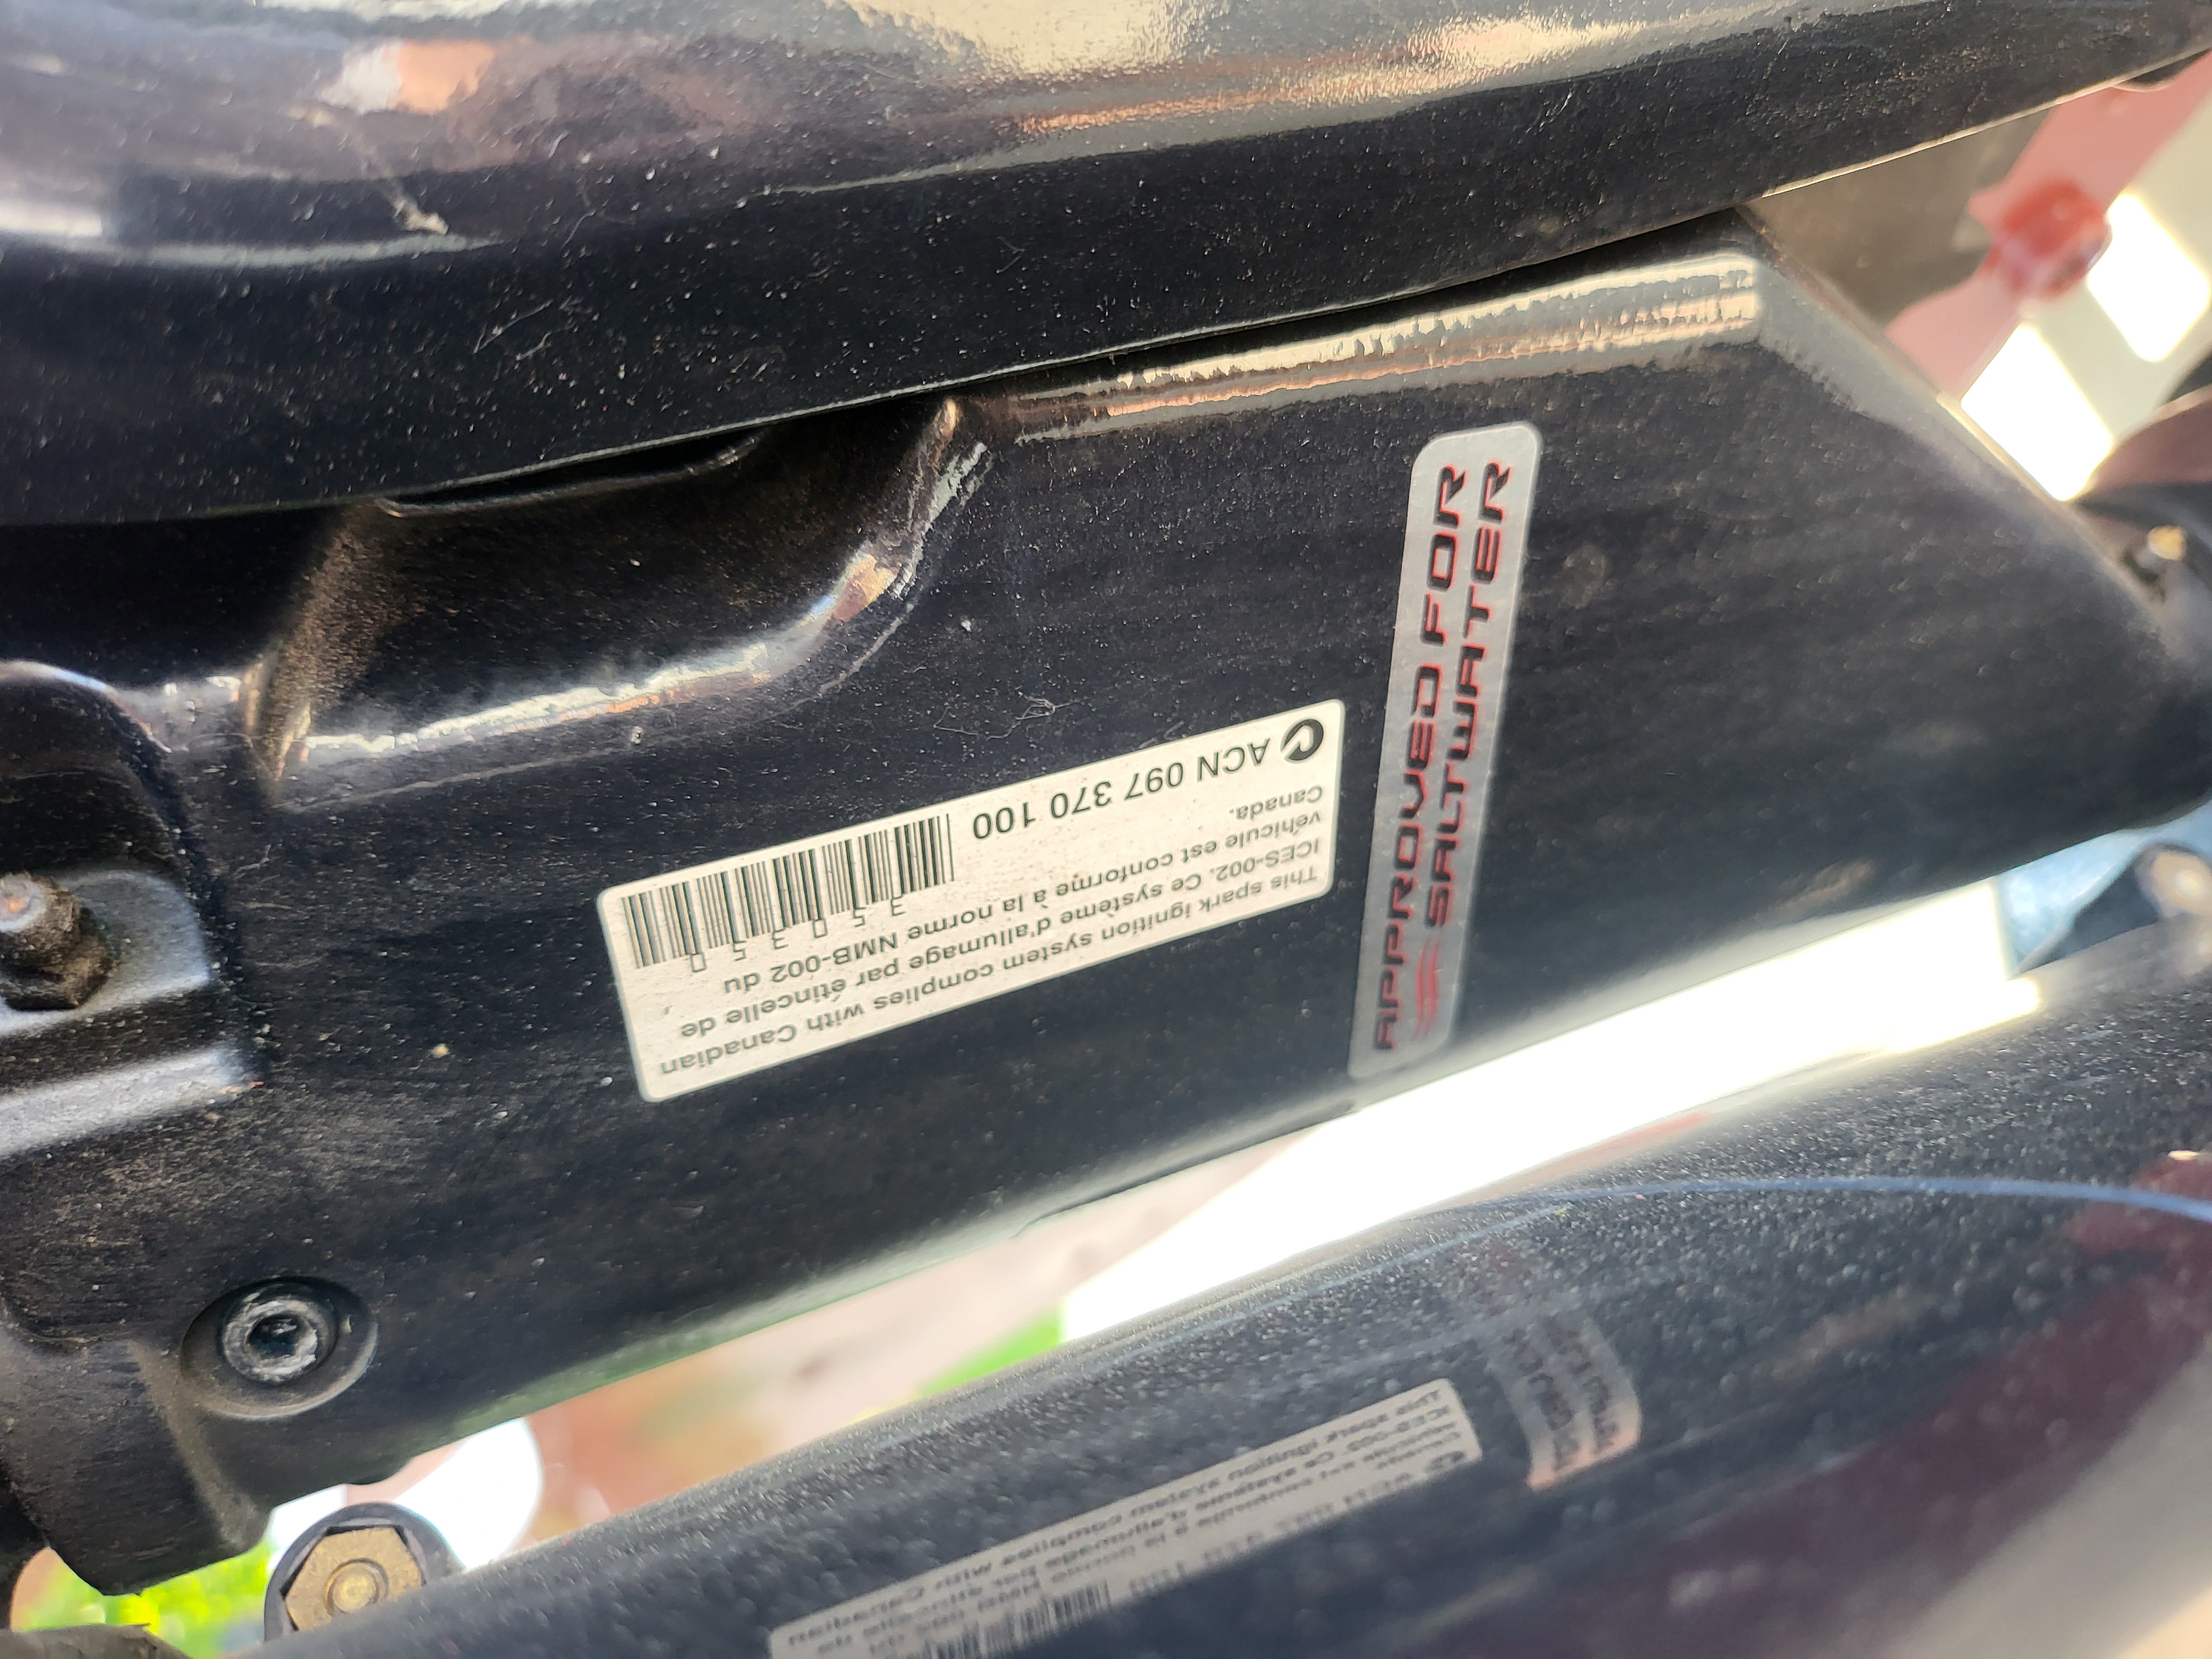 APPROVED FOR
SALTWATER
This spark ignition system complies with Canadian
ICES-002. Ce système d'allumage par étincelle de
véhicule est conforme à la norme NMB-002 du
Canada.
ACN 097 370 100
350350